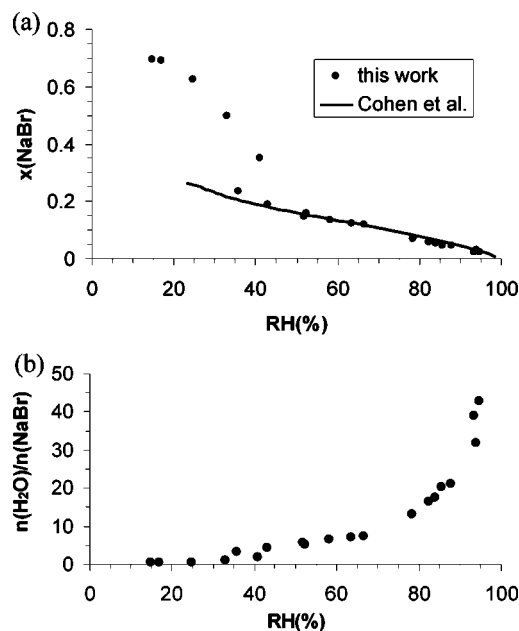 (a)
x(NaBr)
0.8
0.6
0.4
0.2
0
this work
Cohen et al.
0 20 40 60 80 100
RH(%)
(b)
n(H₂O)/n(NaBr)
50
40
30
20
10
0
0 20 40 60 80 100
RH(%)